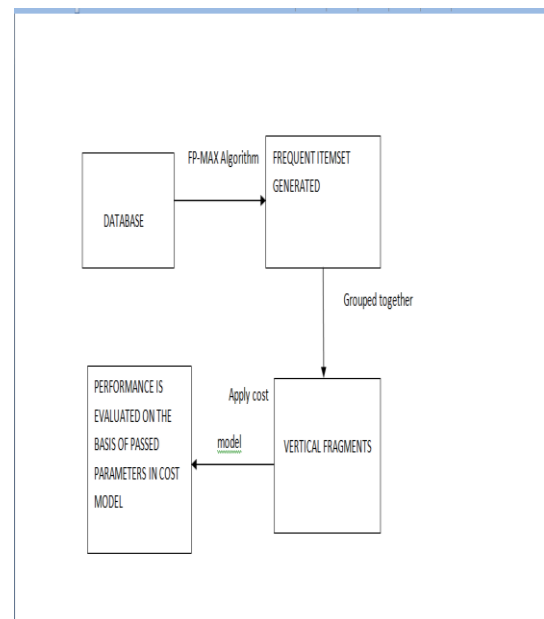 DATABASE
FP-MAX Algorithm
FREQUENT ITEMSET
GENERATED
Grouped together
VERTICAL FRAGMENTS
Apply cost
model
PERFORMANCE IS
EVALUATED ON THE
BASIS OF PASSED
PARAMETERS IN COST
MODEL